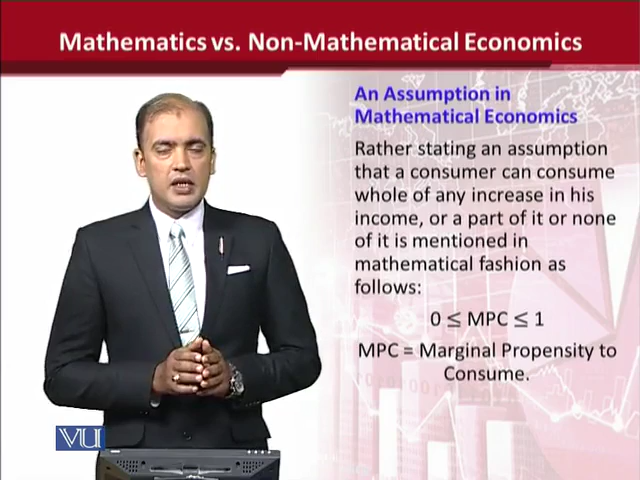 Mathematics vs. Non-Mathematical Economics
An Assumption in
Mathematical Economics
Rather stating an assumption
that a consumer can consume
whole of any increase in his
income, or a part of it or none
of it is mentioned in
mathematical fashion as
follows:
0 ≤ MPC ≤ 1
MPC = Marginal Propensity to
Consume.
VU